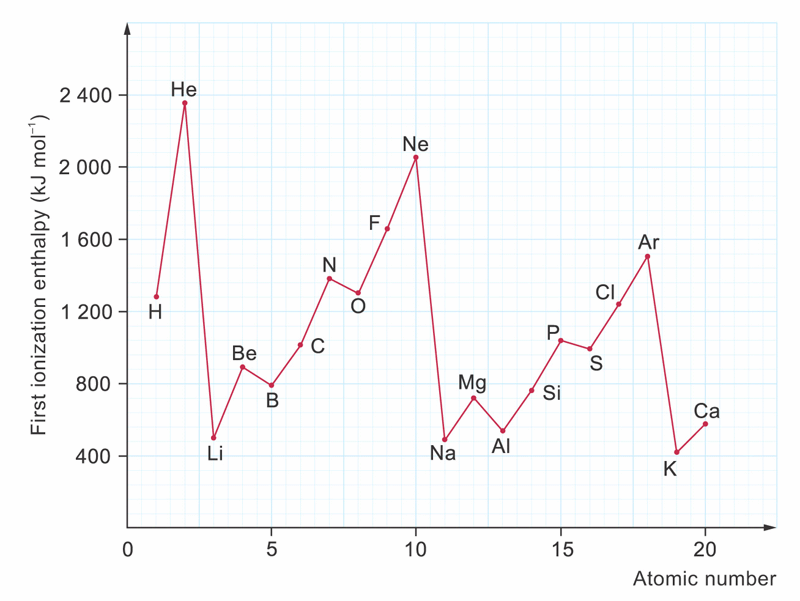 First ionization enthalpy (kJ mol⁻¹)
2 400
2 000
1 600
1 200
800
400
He
Ne
F
Ar
N
O
H
Cl
P
S
C
Be
B
Mg
Si
Al
Ca
Li
Na
K
0
5
10
15
20
Atomic number